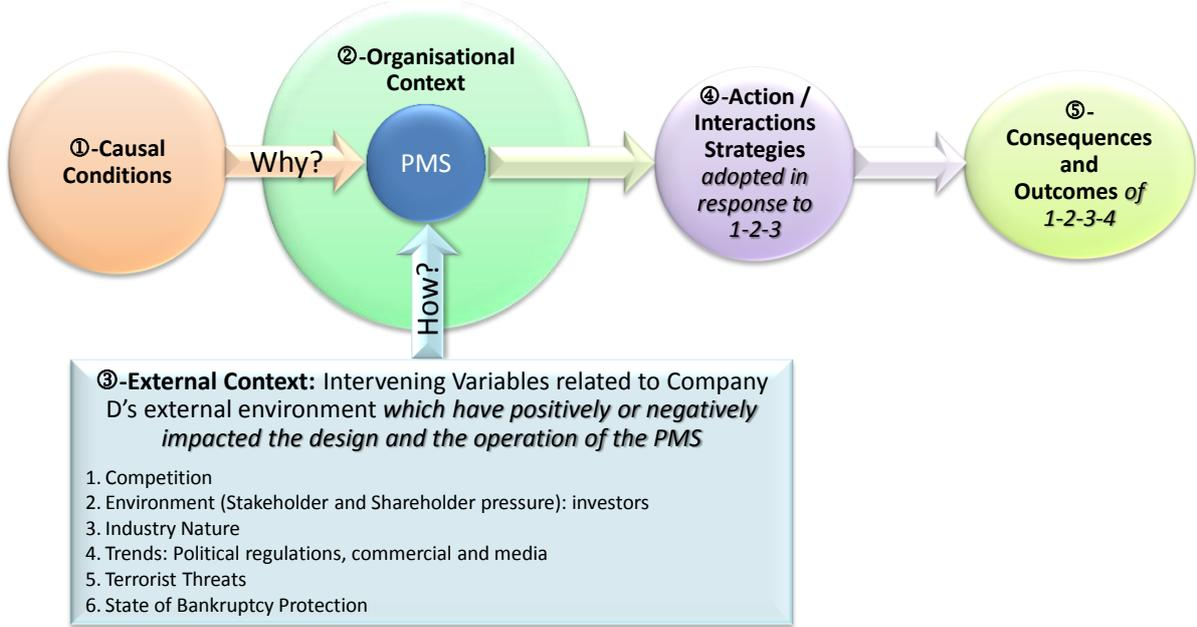 ①-Causal
Conditions
Why?
②-Organisational
Context
PMS
How?
④-Action /
Interactions
Strategies
adopted in
response to
1-2-3
⑤-
Consequences
and
Outcomes of
1-2-3-4
③-External Context: Intervening Variables related to Company
D’s external environment which have positively or negatively
impacted the design and the operation of the PMS
1. Competition
2. Environment (Stakeholder and Shareholder pressure): investors
3. Industry Nature
4. Trends: Political regulations, commercial and media
5. Terrorist Threats
6. State of Bankruptcy Protection